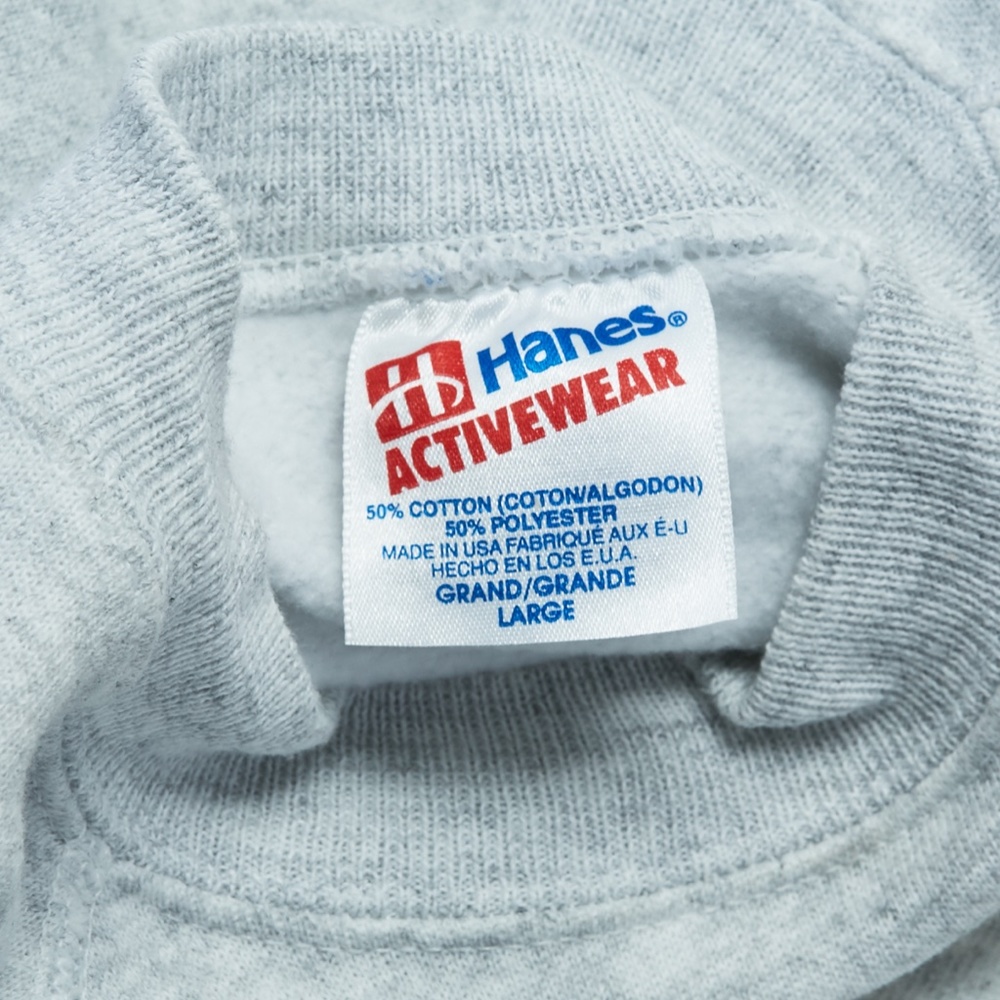 H Hanes®
ACTIVEWEAR
50% COTTON (COTON/ALGODON)
50% POLYESTER
MADE IN USA FABRIQUÉ AUX É-U
HECHO EN LOS E.U.A.
GRAND/GRANDE
LARGE